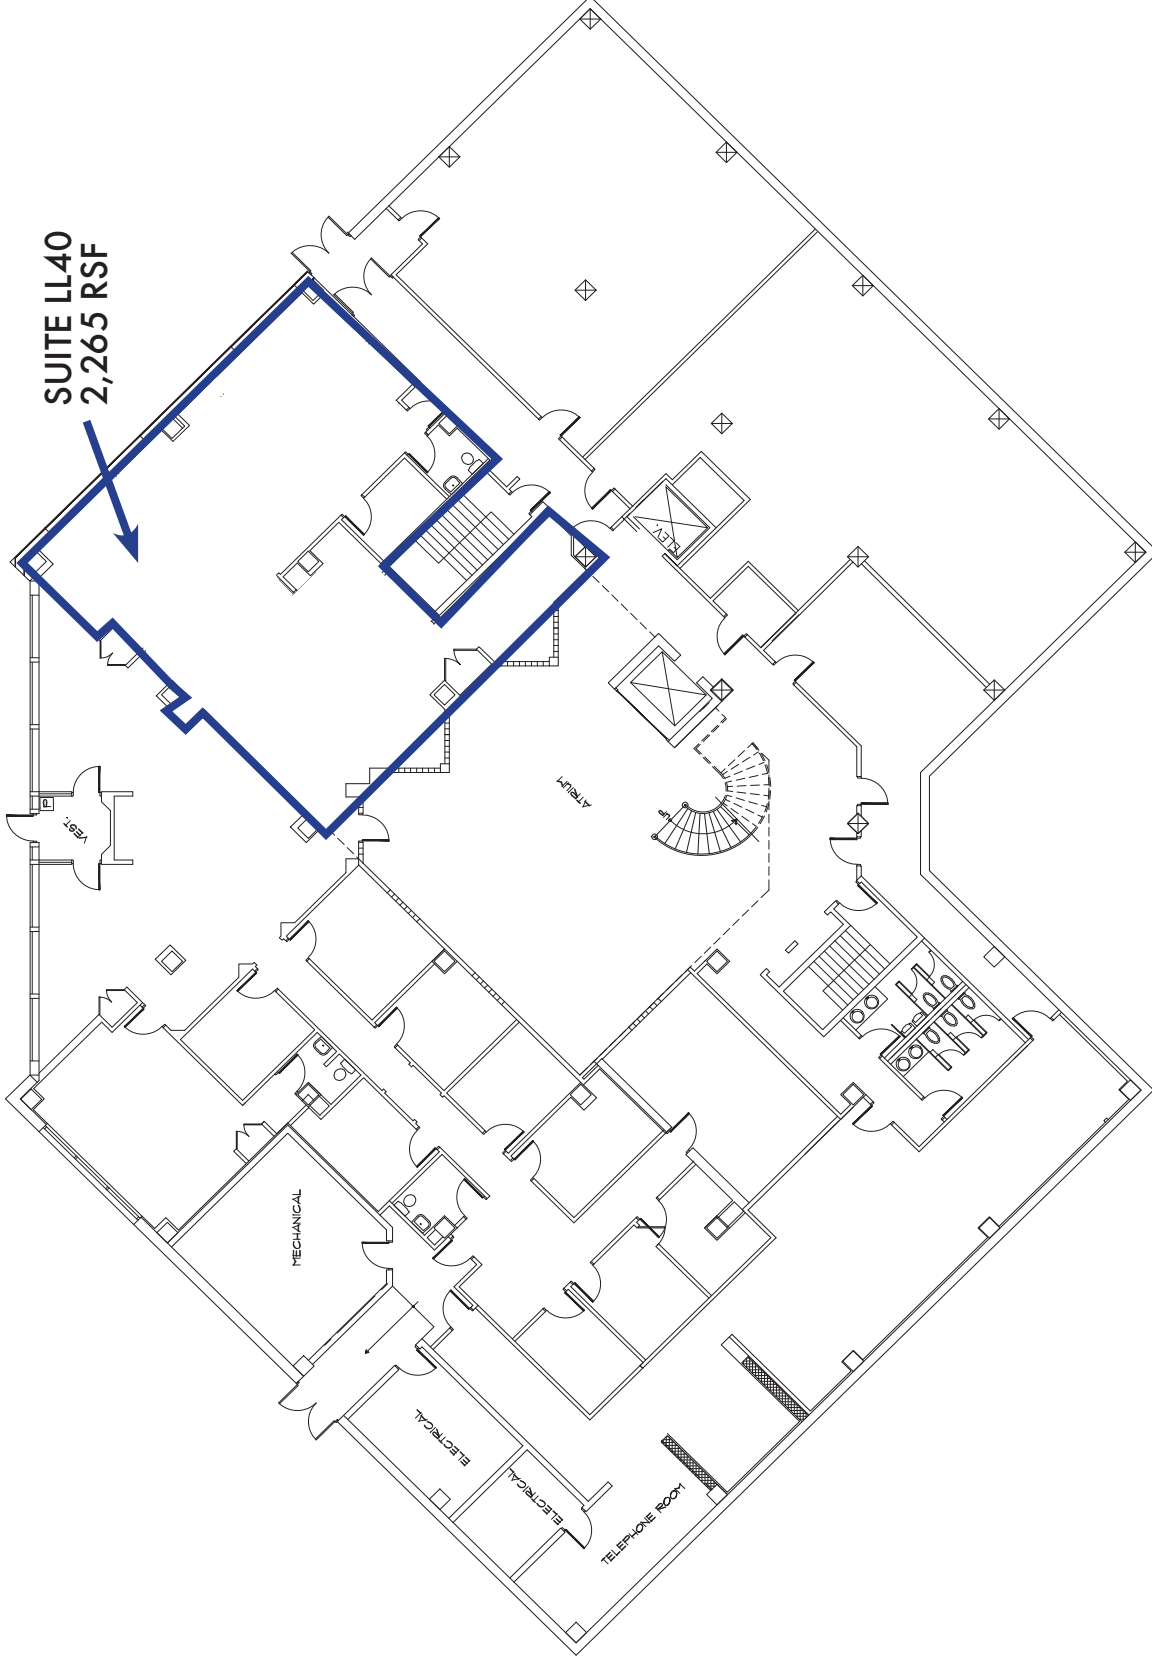 SUITE LL40
2,265 RSF
VEST.
ELEV.
ATRIUM
UP
MECHANICAL
ELECTRICAL
ELECTRICAL
TELEPHONE ROOM